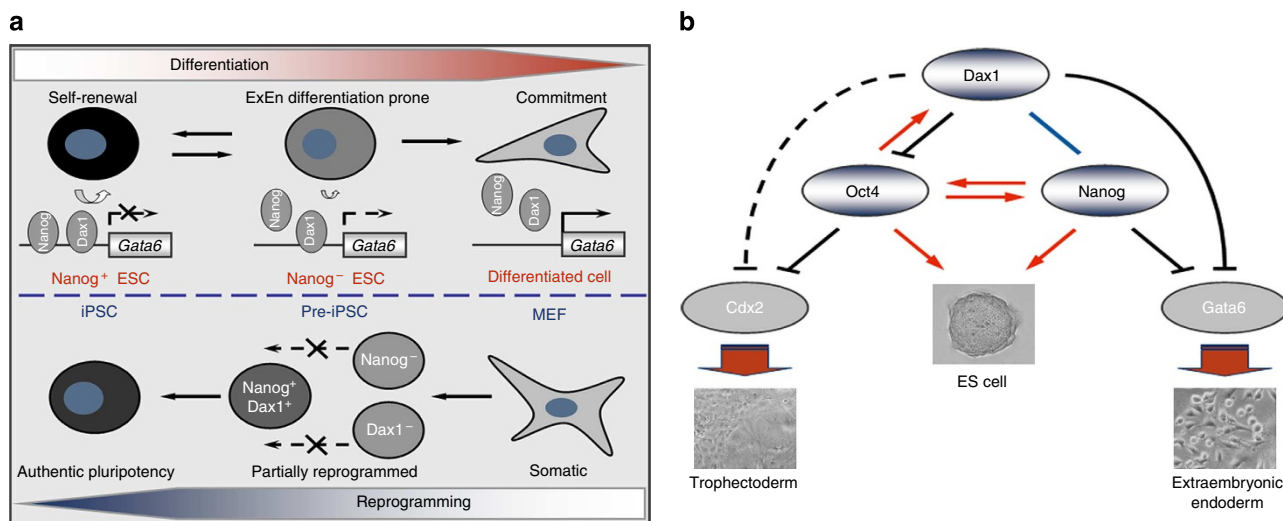 a
Differentiation
Self-renewal
ExEn differentiation prone
Commitment
Nanog
Dax1
Gata6
Nanog
Dax1
Gata6
Nanog
Dax1
Gata6
Nanog⁺ ESC
Nanog⁻ ESC
Differentiated cell
iPSC
Pre-iPSC
MEF
Nanog⁻
Nanog⁺
Dax1⁺
Dax1⁻
Authentic pluripotency
Partially reprogrammed
Somatic
Reprogramming
b
Dax1
Oct4
Nanog
Cdx2
Gata6
ES cell
Trophectoderm
Extraembryonic
endoderm